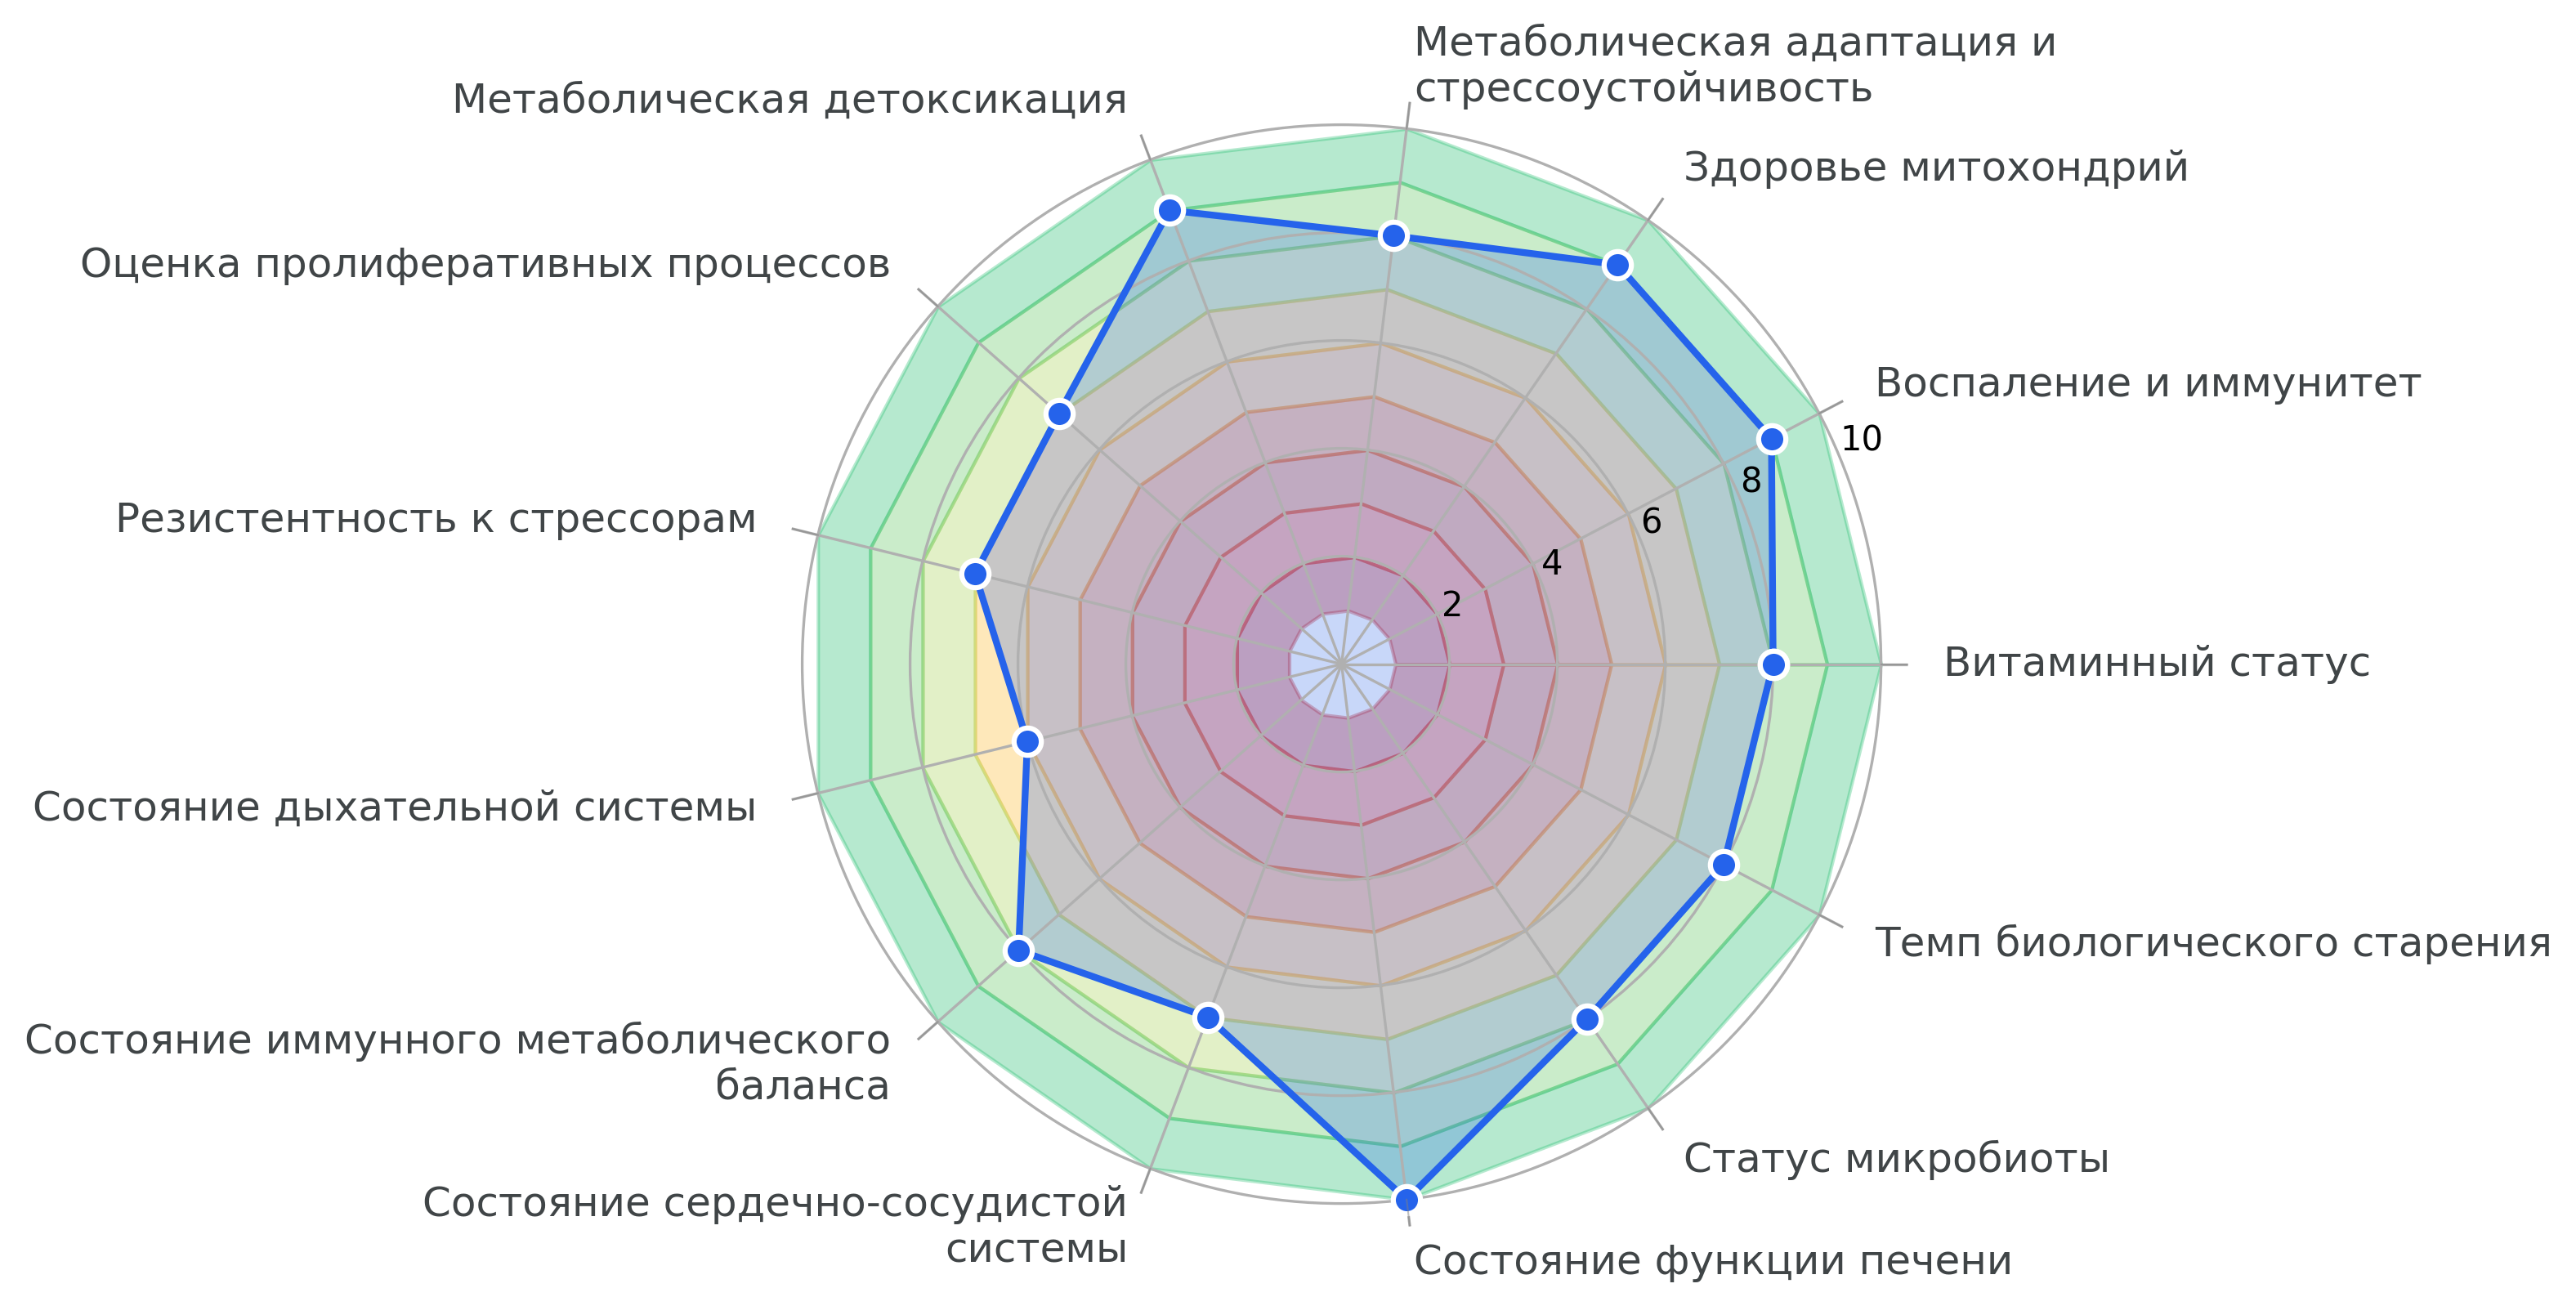 Метаболическая адаптация и
стрессоустойчивость
Метаболическая детоксикация
Здоровье митохондрий
Оценка пролиферативных процессов
Воспаление и иммунитет
10
8
Резистентность к стрессорам
6
4
2
Витаминный статус
Состояние дыхательной системы
Темп биологического старения
Состояние иммунного метаболического
баланса
Статус микробиоты
Состояние сердечно-сосудистой
системы
Состояние функции печени